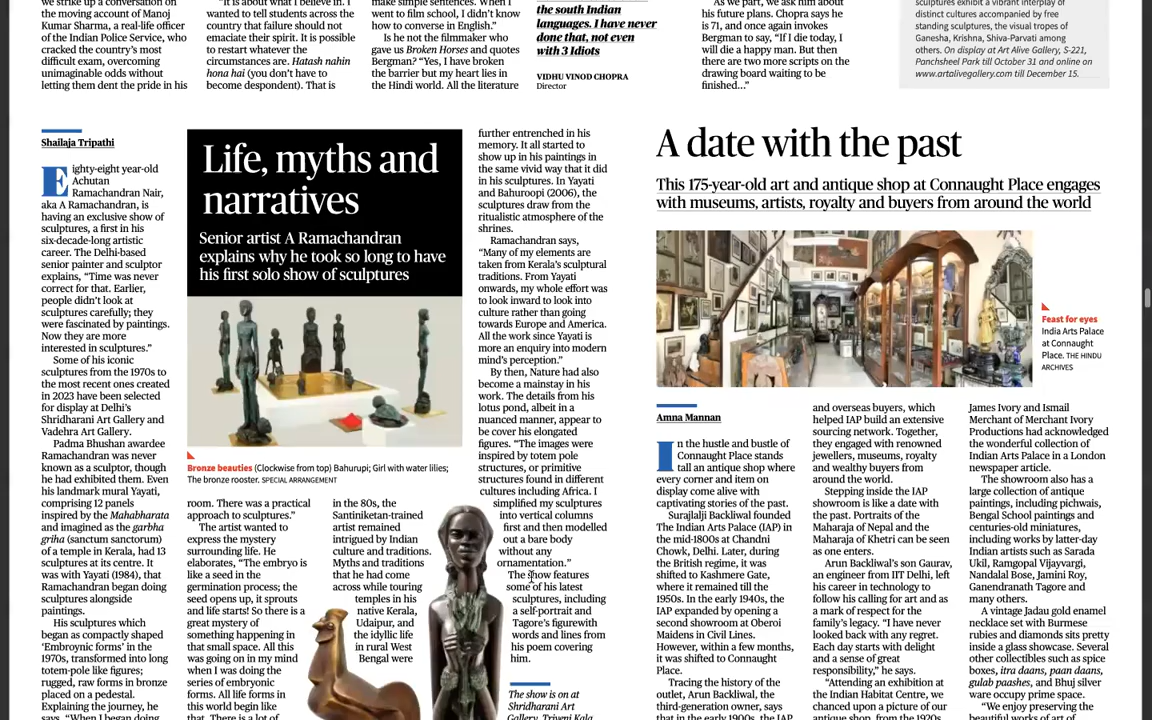 we strike up a conversation
on the moving account of Manoj
Kumar Sharma, a real-life officer
of the Indian Police Service, who
cracked the country's most
difficult exam, overcoming
unimaginable odds without
letting them dent the pride in his
"It is about what I believe in. I
wanted to tell students across the
country that failure should not
emaciate their spirit. It is possible
to restart whatever the
circumstances are. Hatash nahin
hona hai (you don't have to
become despondent). That is
make simple sentences. When I
went to film school, I didn't know
how to converse in English."
Is he not the filmmaker who
gave us Broken Horses and quotes
Bergman? "Yes, I have broken
the barrier but my heart lies in
the Hindi world. All the literature
the south Indian
languages. I have never
done that, not even
with 3 Idiots
VIDHU VINOD CHOPRA
Director
As we part, we ask him about
his future plans. Chopra says he
is 71, and once again invokes
Bergman to say, "If I die today, I
will die a happy man. But then
there are two more scripts on the
drawing board waiting to be
finished..."
sculptures exhibit a vibrant interplay of
distinct cultures accompanied by free
standing sculptures, the visual tropes of
Ganesha, Krishna, Shiva-Parvati among
others. On display at Art Alive Gallery, S-221,
Panchsheel Park till October 31 and online on
www.artalivegallery.com till December 15.
Shailaja Tripathi
Eighty-eight year-old
Achutan
Ramachandran Nair,
aka A Ramachandran, is
having an exclusive show of
sculptures, a first in his
six-decade-long artistic
career. The Delhi-based
senior painter and sculptor
explains, "Time was never
correct for that. Earlier,
people didn't look at
sculptures carefully; they
were fascinated by paintings.
Now they are more
interested in sculptures."
Some of his iconic
sculptures from the 1970s to
the most recent ones created
in 2023 have been selected
for display at Delhi's
Shridharani Art Gallery and
Vadehra Art Gallery.
Padma Bhushan awardee
Ramachandran was never
known as a sculptor, though
he had exhibited them. Even
his landmark mural Yayati,
comprising 12 panels
inspired by the Mahabharata
and imagined as the garbha
griha (sanctum sanctorum)
of a temple in Kerala, had 13
sculptures at its centre. It
was with Yayati (1984), that
Ramachandran began doing
sculptures alongside
paintings.
His sculptures which
began as compactly shaped
'Embroynic forms' in the
1970s, transformed into long
totem-pole like figures;
rugged, raw forms in bronze
placed on a pedestal.
Explaining the journey, he
says, "When I began doing
Life, myths and
narratives
Senior artist A Ramachandran
explains why he took so long to have
his first solo show of sculptures
Bronze beauties (Clockwise from top) Bahurupi; Girl with water lilies;
The bronze rooster. SPECIAL ARRANGEMENT
room. There was a practical
approach to sculptures."
The artist wanted to
express the mystery
surrounding life. He
elaborates, "The embryo is
like a seed in the
germination process; the
seed opens up, it sprouts
and life starts! So there is a
great mystery of
something happening in
that small space. All this
was going on in my mind
when I was doing the
series of embryonic
forms. All life forms in
this world begin like
that. There is a lot of
in the 80s, the
Santiniketan-trained
artist remained
intrigued by Indian
culture and traditions.
Myths and traditions
that he had come
across while touring
temples in his
native Kerala,
Udaipur, and
the idyllic life
in rural West
Bengal were
further entrenched in his
memory. It all started to
show up in his paintings in
the same vivid way that it did
in his sculptures. In Yayati
and Bahuroopi (2006), the
sculptures draw from the
ritualistic atmosphere of the
shrines.
Ramachandran says,
"Many of my elements are
taken from Kerala's sculptural
traditions. From Yayati
onwards, my whole effort was
to look inward to look into
culture rather than going
towards Europe and America.
All the work since Yayati is
more an enquiry into modern
mind's perception."
By then, Nature had also
become a mainstay in his
work. The details from his
lotus pond, albeit in a
nuanced manner, appear to
be cover his elongated
figures. "The images were
inspired by totem pole
structures, or primitive
structures found in different
cultures including Africa. I
simplified my sculptures
into vertical columns
first and then modelled
out a bare body
without any
ornamentation."
The show features
some of his latest
sculptures, including
a self-portrait and
Tagore's figurewith
words and lines from
his poem covering
him.
The show is on at
Shridharani Art
Gallery, Triveni Kala
A date with the past
This 175-year-old art and antique shop at Connaught Place engages
with museums, artists, royalty and buyers from around the world
Feast for eyes
India Arts Palace
at Connaught
Place. THE HINDU
ARCHIVES
Amna Mannan
In the hustle and bustle of
Connaught Place stands
tall an antique shop where
every corner and item on
display come alive with
captivating stories of the past.
Surajlji Backliwal founded
The Indian Arts Palace (IAP) in
the mid-1800s at Chandni
Chowk, Delhi. Later, during
the British regime, it was
shifted to Kashmere Gate,
where it remained till the
1950s. In the early 1940s, the
IAP expanded by opening a
second showroom at Oberoi
Maidens in Civil Lines.
However, within a few months,
it was shifted to Connaught
Place.
Tracing the history of the
outlet, Arun Backliwal, the
third-generation owner, says
that in the early 1900s, the IAP
and overseas buyers, which
helped IAP build an extensive
sourcing network. Together,
they engaged with renowned
jewellers, museums, royalty
and wealthy buyers from
around the world.
Stepping inside the IAP
showroom is like a date with
the past. Portraits of the
Maharaja of Nepal and the
Maharaja of Khetri can be seen
as one enters.
Arun Backliwal's son Gaurav,
an engineer from IIT Delhi, left
his career in technology to
follow his calling for art and as
a mark of respect for the
family's legacy. "I have never
looked back with any regret.
Each day starts with delight
and a sense of great
responsibility," he says.
"Attending an exhibition at
the Indian Habitat Centre, we
chanced upon a picture of our
antique shop, from the 1920s
James Ivory and Ismail
Merchant of Merchant Ivory
Productions had acknowledged
the wonderful collection of
Indian Arts Palace in a London
newspaper article.
The showroom also has a
large collection of antique
paintings, including pichwais,
Bengal School paintings and
centuries-old miniatures,
including works by latter-day
Indian artists such as Sarada
Ukil, Ramgopal Vijayvargi,
Nandalal Bose, Jamini Roy,
Ganendranath Tagore and
many others.
A vintage Jadau gold enamel
necklace set with Burmese
rubies and diamonds sits pretty
inside a glass showcase. Several
other collectibles such as spice
boxes, itra daans, paan daans,
gulab paashes, and Bhuj silver
ware occupy prime space.
"We enjoy preserving the
beautiful works of art of